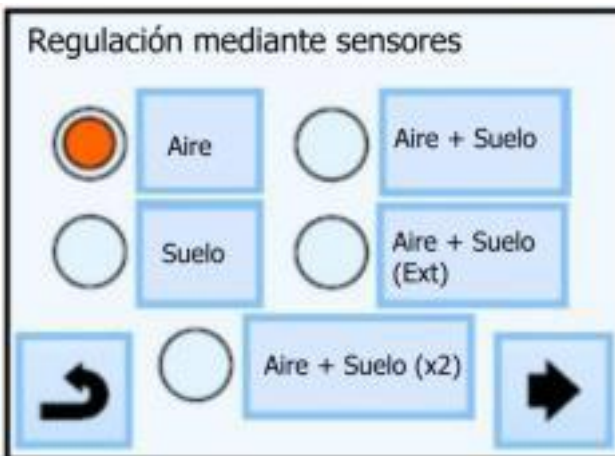 Regulación mediante sensores
Aire
Aire + Suelo
Suelo
Aire + Suelo
(Ext)
Aire + Suelo (x2)